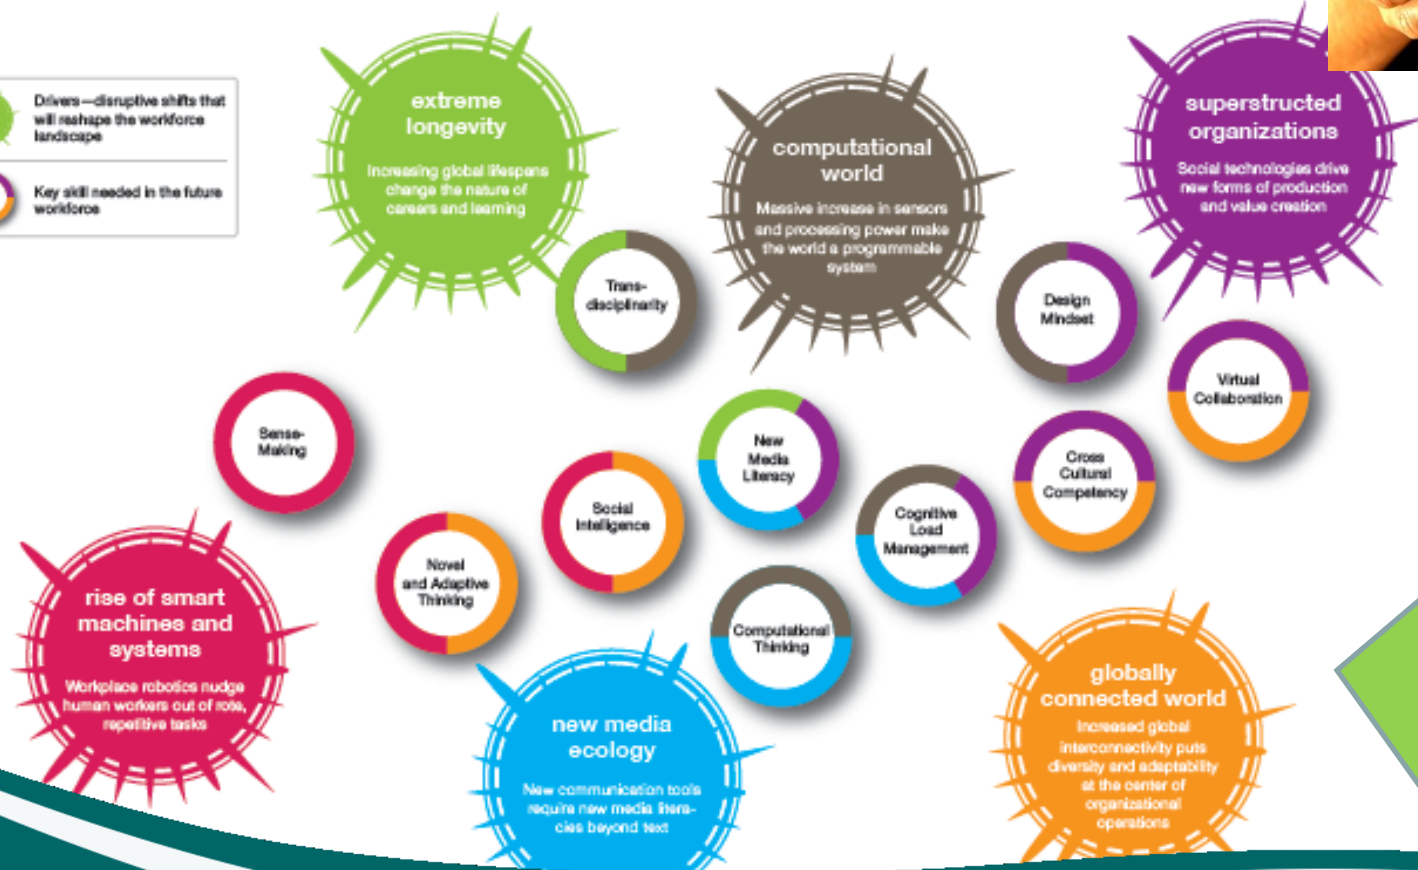 Drivers—disruptive shifts that
will reshape the workforce
landscape
Key skill needed in the future
workforce
extreme
longevity
Increasing global lifespans
change the nature of
careers and learning
computational
world
Massive increase in sensors
and processing power make
the world a programmable
system
superstructed
organizations
Social technologies drive
new forms of production
and value creation
Trans-
disciplinarity
Design
Mindset
Virtual
Collaboration
Sense-
Making
New
Media
Literacy
Cross
Cultural
Competency
Social
Intelligence
Cognitive
Load
Management
Novel
and Adaptive
Thinking
Computational
Thinking
rise of smart
machines and
systems
Workplace robotics nudge
human workers out of rote,
repetitive tasks
new media
ecology
New communication tools
require new media litera-
cies beyond text
globally
connected world
Increased global
interconnectivity puts
diversity and adaptability
at the center of
organizational
operations